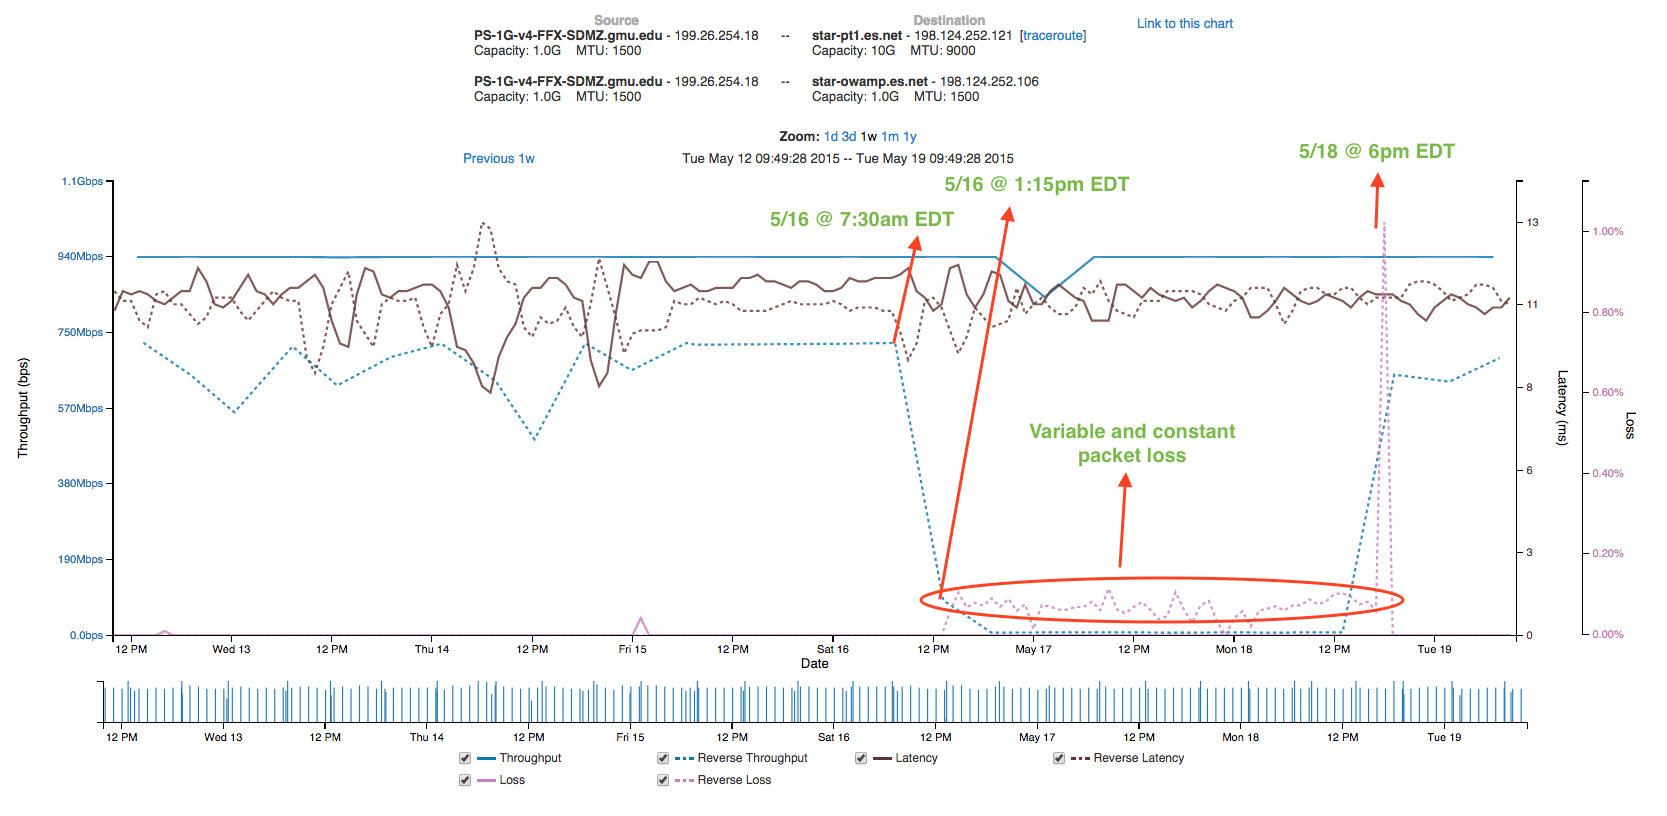 Source Destination Link to this chart
PS-1G-v4-FFX-SDMZ.gmu.edu - 199.26.254.18 -- star-pt1.es.net - 198.124.252.121 [traceroute]
Capacity: 1.0G MTU: 1500 Capacity: 10G MTU: 9000
PS-1G-v4-FFX-SDMZ.gmu.edu - 199.26.254.18 -- star-owamp.es.net - 198.124.252.106
Capacity: 1.0G MTU: 1500 Capacity: 1.0G MTU: 1500
Zoom: 1d 3d 1w 1m 1y
Previous 1w Tue May 12 09:49:28 2015 -- Tue May 19 09:49:28 2015
5/18 @ 6pm EDT
5/16 @ 1:15pm EDT
5/16 @ 7:30am EDT
Variable and constant
packet loss
Throughput (bps)
1.1Gbps
940Mbps
750Mbps
570Mbps
380Mbps
190Mbps
0.0bps
13
11
8
6
3
0
Latency (ms)
1.00%
0.80%
0.60%
0.40%
0.20%
0.00%
Loss
12 PM Wed 13 12 PM Thu 14 12 PM Fri 15 12 PM Sat 16 12 PM May 17 12 PM Mon 18 12 PM Tue 19
Date
12 PM Wed 13 12 PM Thu 14 12 PM Fri 15 12 PM Sat 16 12 PM May 17 12 PM Mon 18 12 PM Tue 19
Throughput Reverse Throughput Latency Reverse Latency
Loss Reverse Loss